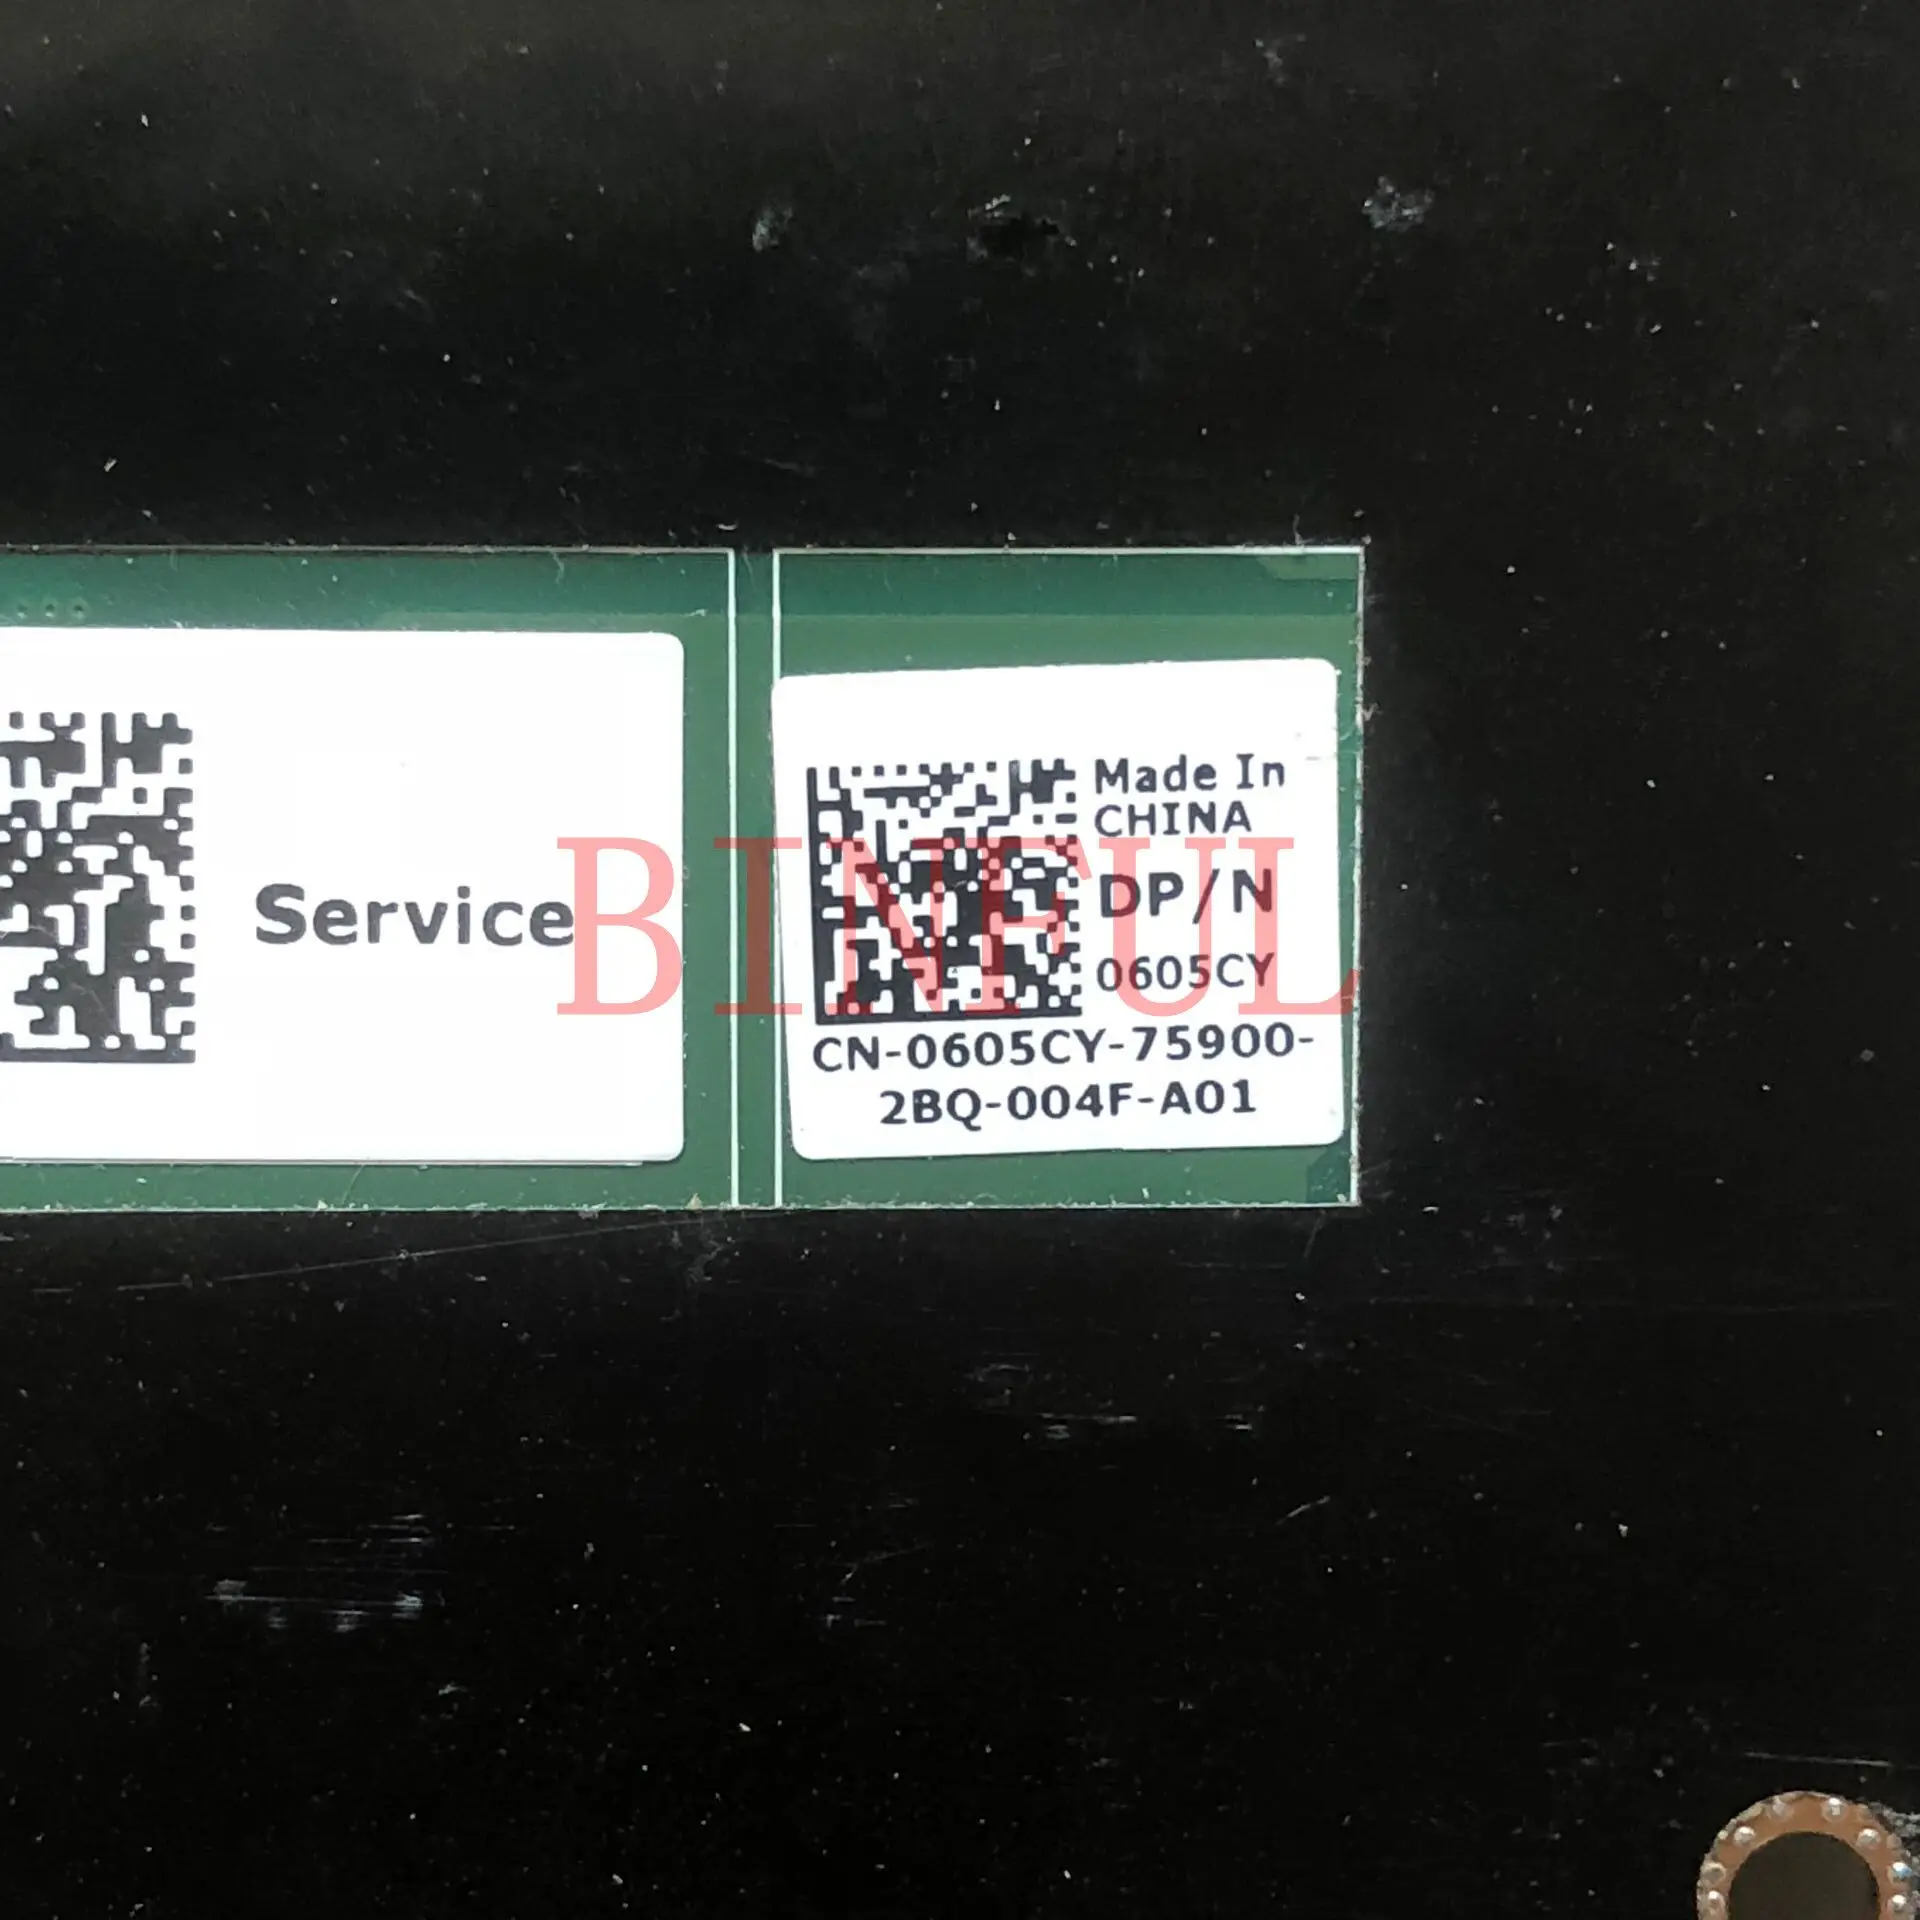 Service
Made In
CHINA
DP/N
0605CY
CN-0605CY-75900-
2BQ-004F-A01
BINFUL